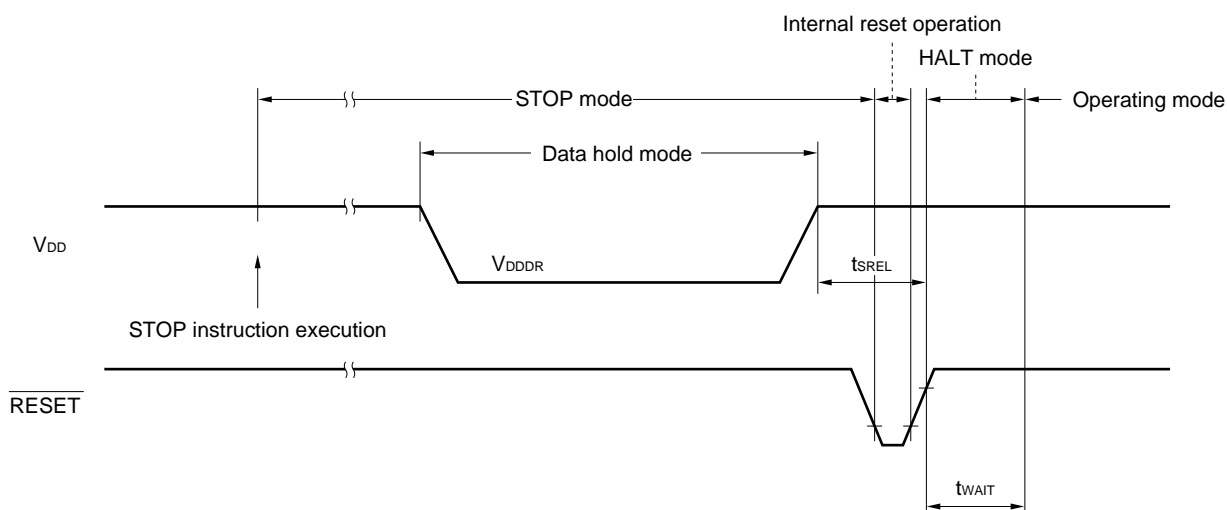 Internal reset operation
HALT mode
STOP mode
Operating mode
Data hold mode
VDD
VDDDR
tSREL
STOP instruction execution
RESET
tWAIT